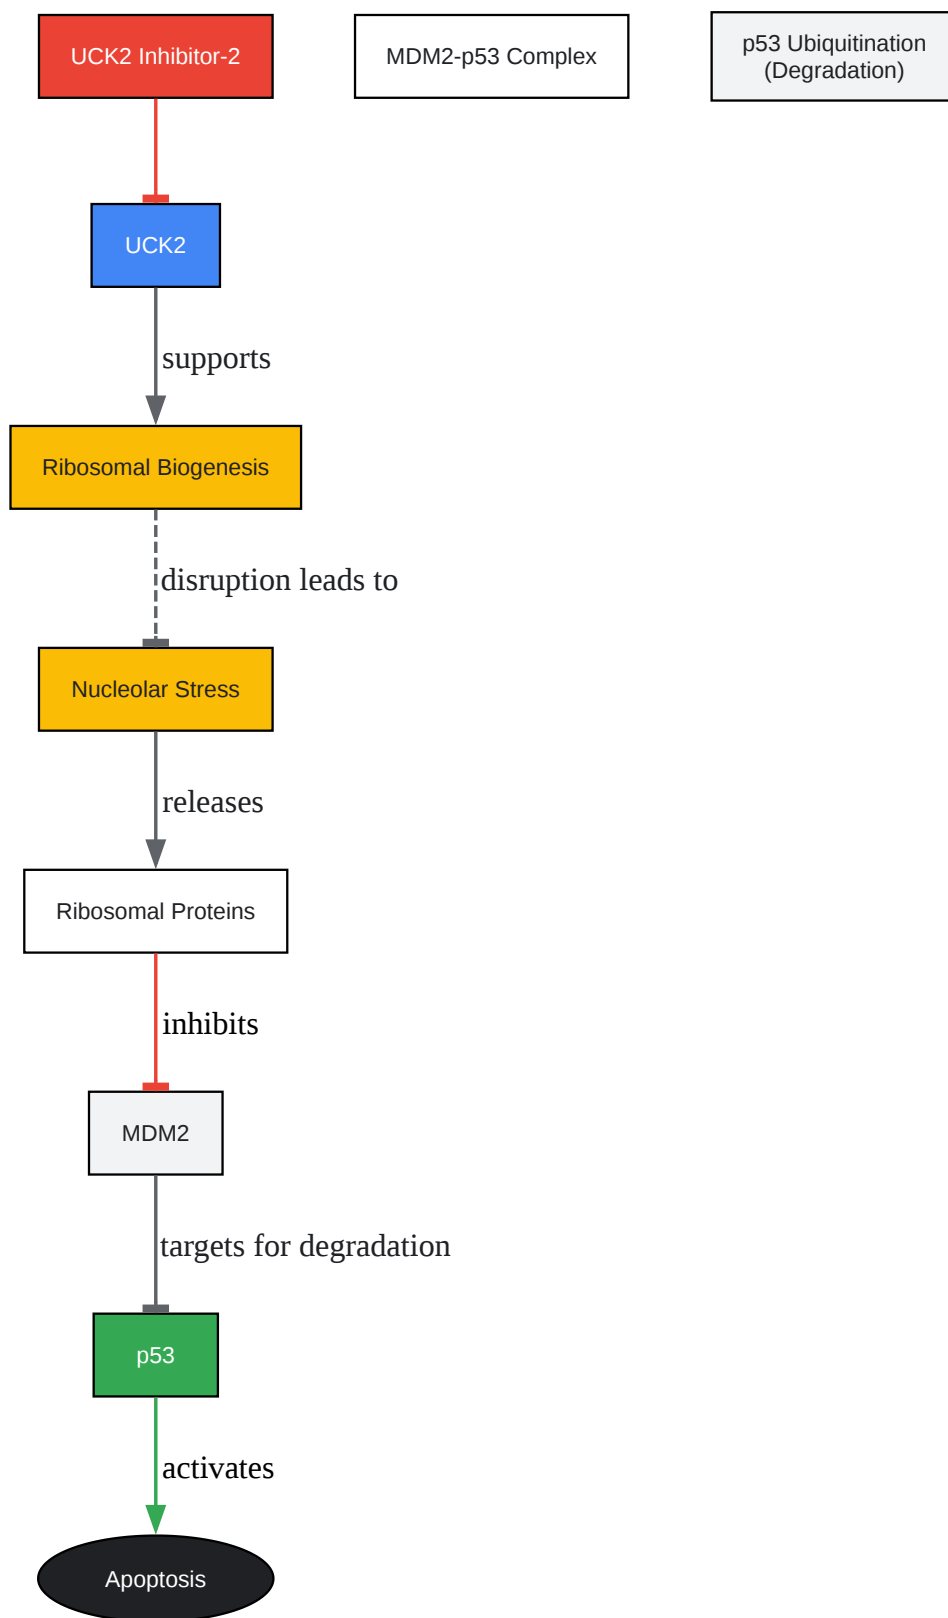 UCK2 Inhibitor-2
MDM2-p53 Complex
p53 Ubiquitination
(Degradation)
UCK2
supports
Ribosomal Biogenesis
disruption leads to
Nucleolar Stress
releases
Ribosomal Proteins
inhibits
MDM2
targets for degradation
p53
activates
Apoptosis